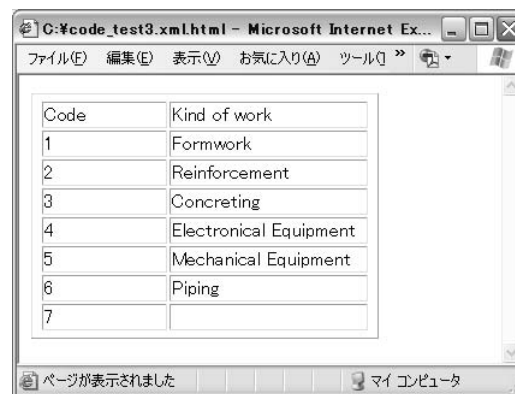 C:¥code_test3.xml.html - Microsoft Internet Ex...
ファイル(F) 編集(E) 表示(V) お気に入り(A) ツール(T »
Code Kind of work
1 Formwork
2 Reinforcement
3 Concreting
4 Electronical Equipment
5 Mechanical Equipment
6 Piping
7
ページが表示されました マイ コンピュータ